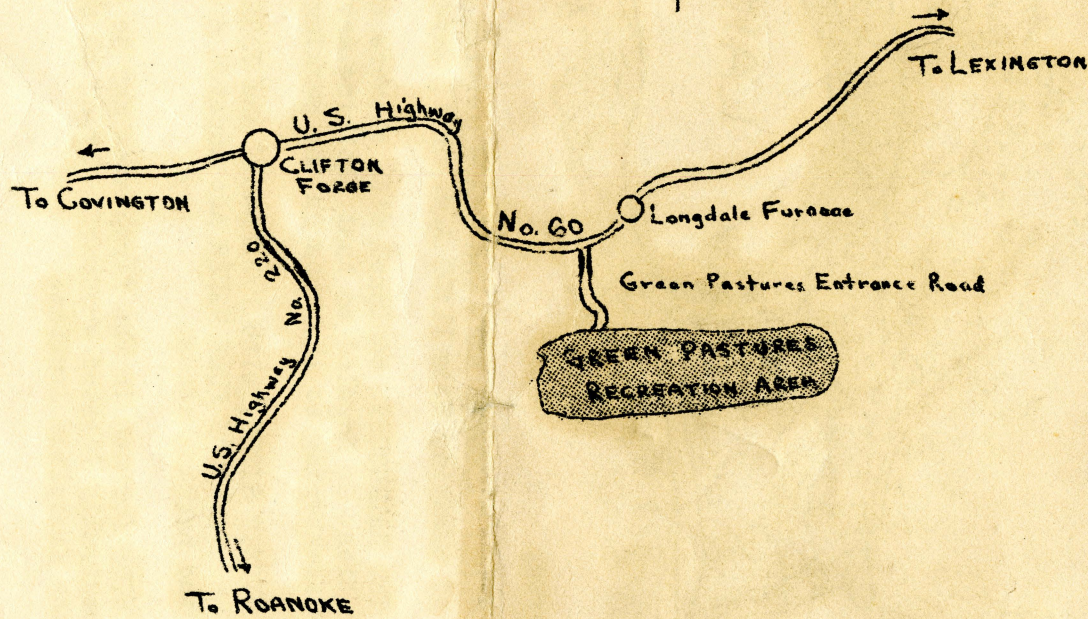 To LEXINGTON
U.S. Highway
CLIFTON
FORGE
To COVINGTON
No. 60
Longdale Furnace
220
Green Pastures Entrance Road
No.
GREEN PASTURES
RECREATION AREA
U.S. Highway
To ROANOKE